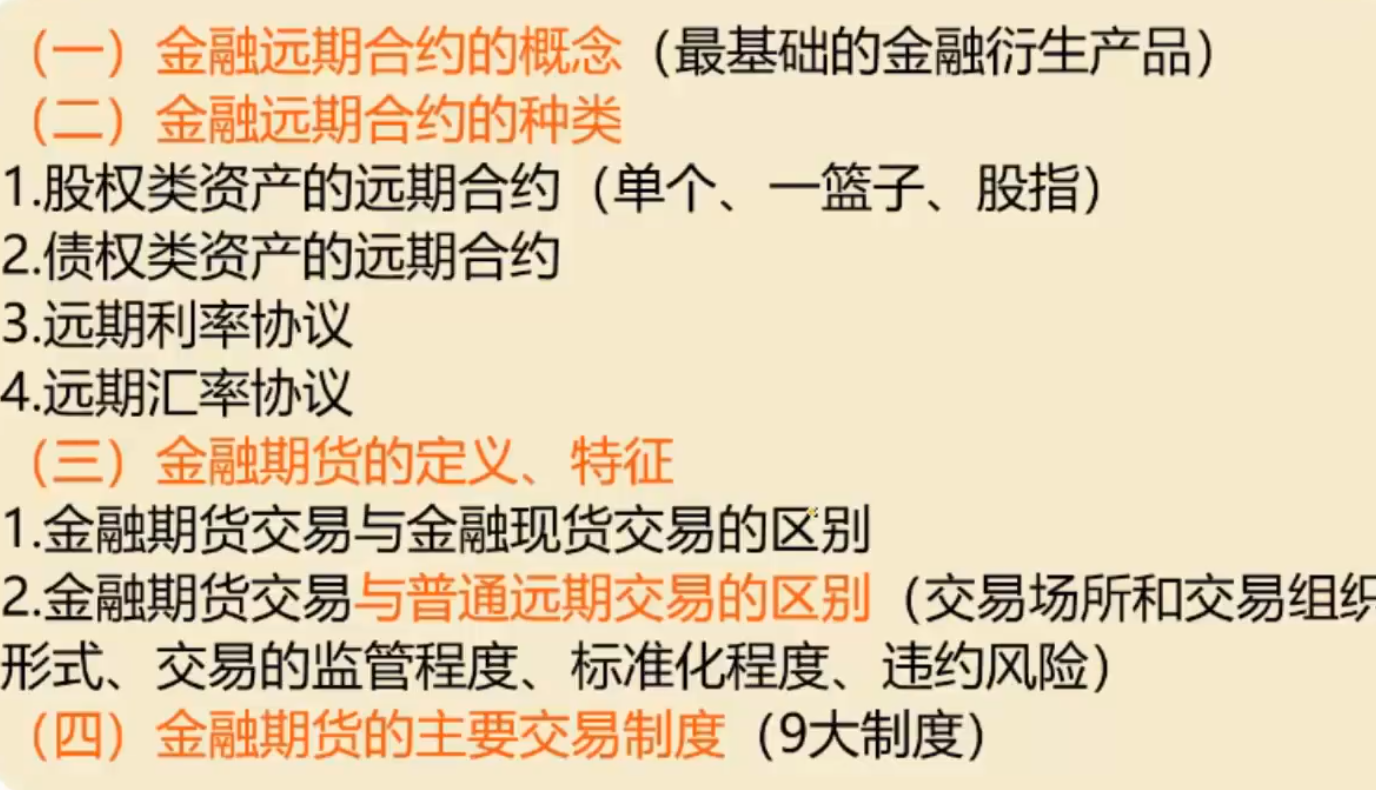 （一）金融远期合约的概念（最基础的金融衍生产品）
（二）金融远期合约的种类
1.股权类资产的远期合约（单个、一篮子、股指）
2.债权类资产的远期合约
3.远期利率协议
4.远期汇率协议
（三）金融期货的定义、特征
1.金融期货交易与金融现货交易的区别
2.金融期货交易与普通远期交易的区别（交易场所和交易组织
形式、交易的监管程度、标准化程度、违约风险）
（四）金融期货的主要交易制度（9大制度）